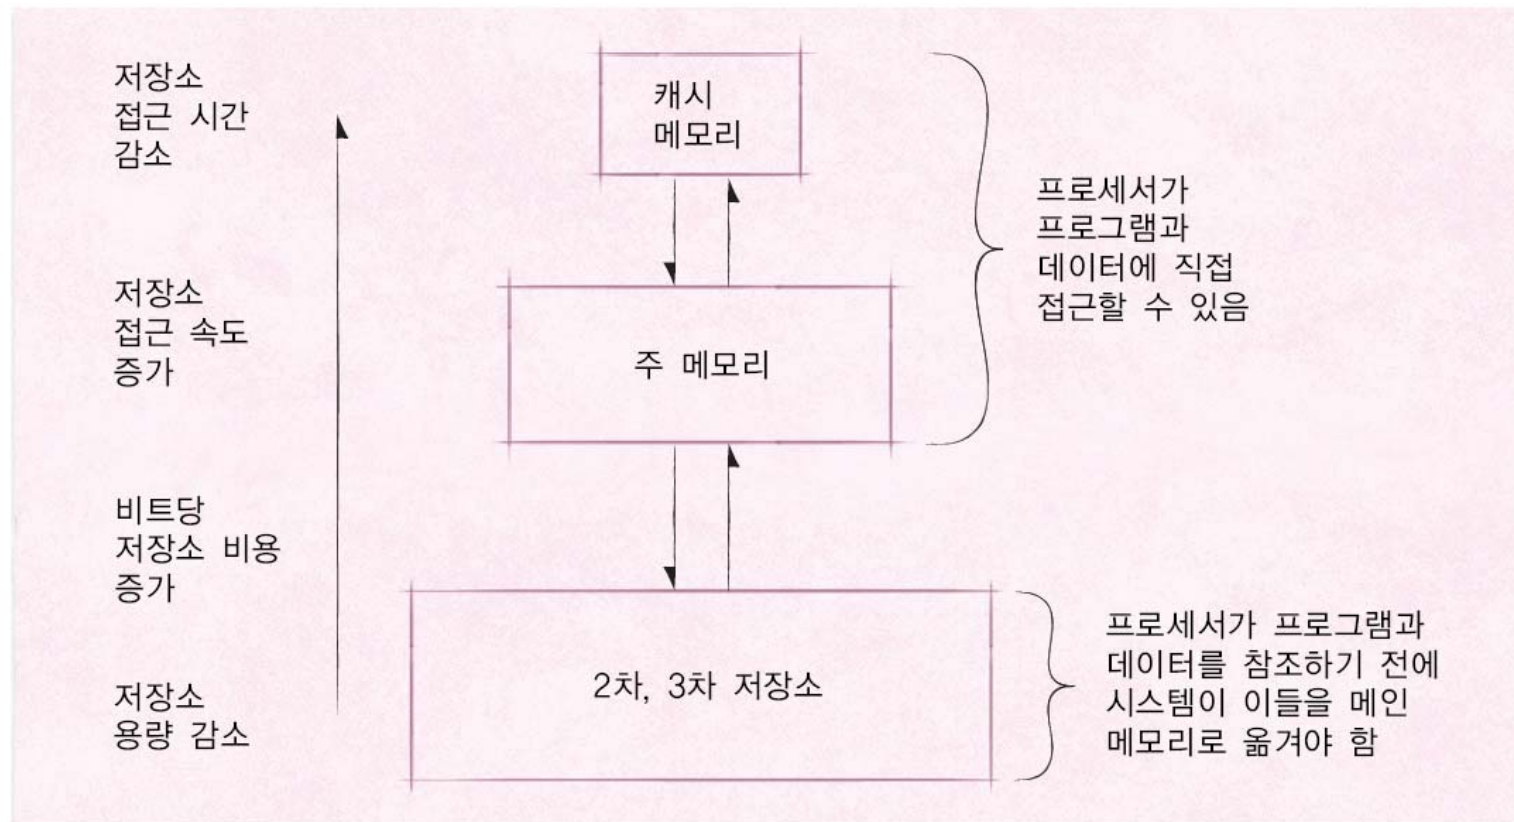 저장소
접근 시간
감소
저장소
접근 속도
증가
비트당
저장소 비용
증가
저장소
용량 감소
캐시
메모리
주 메모리
2차, 3차 저장소
프로세서가
프로그램과
데이터에 직접
접근할 수 있음
프로세서가 프로그램과
데이터를 참조하기 전에
시스템이 이들을 메인
메모리로 옮겨야 함